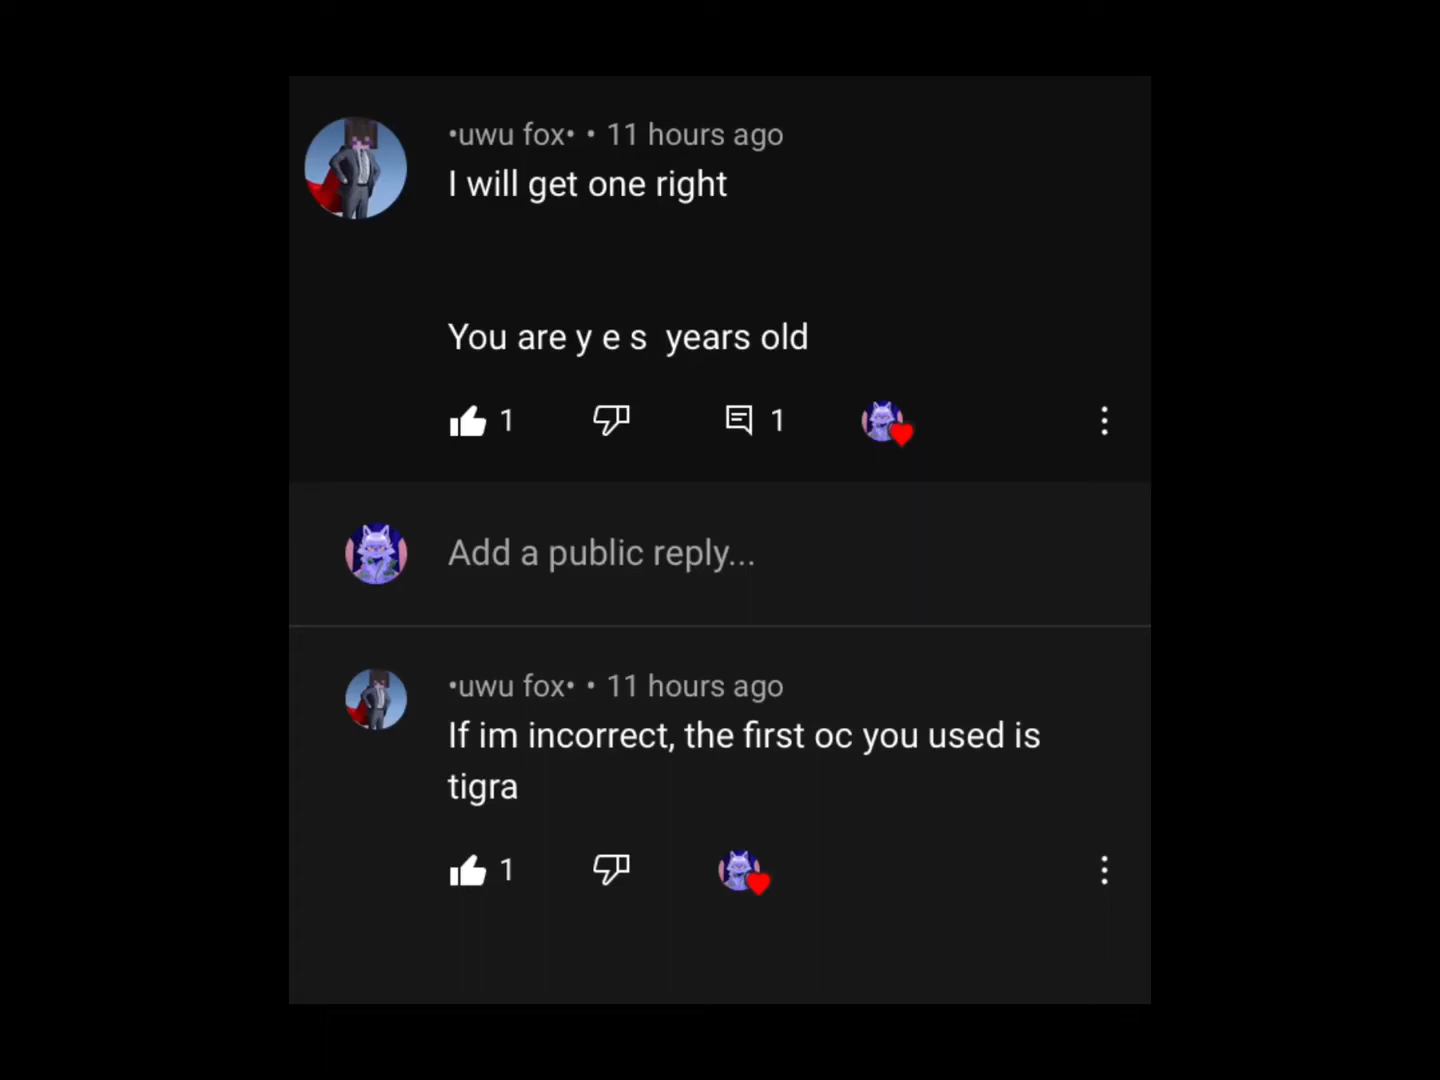 •uwu fox• • 11 hours ago
I will get one right
You are y e s  years old
1
1
Add a public reply...
•uwu fox• • 11 hours ago
If im incorrect, the first oc you used is
tigra
1